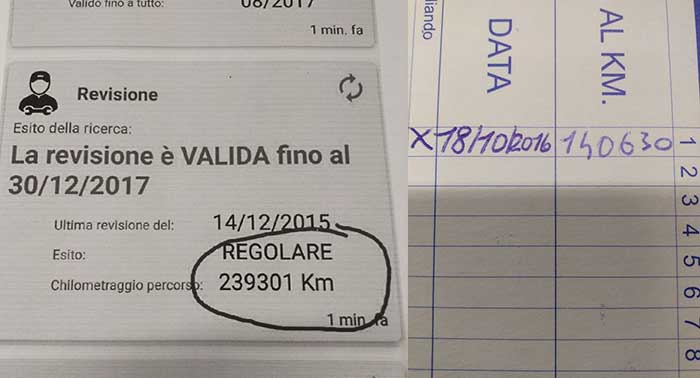 Valido fino a tutto: 08/2017
1 min. fa
Revisione
Esito della ricerca:
La revisione è VALIDA fino al
30/12/2017
Ultima revisione del: 14/12/2015
Esito: REGOLARE
Chilometraggio percorso: 239301 Km
1 min. fa
DATA
AL KM.
X 18/10/2016 140630 1
2
3
4
5
6
7
8